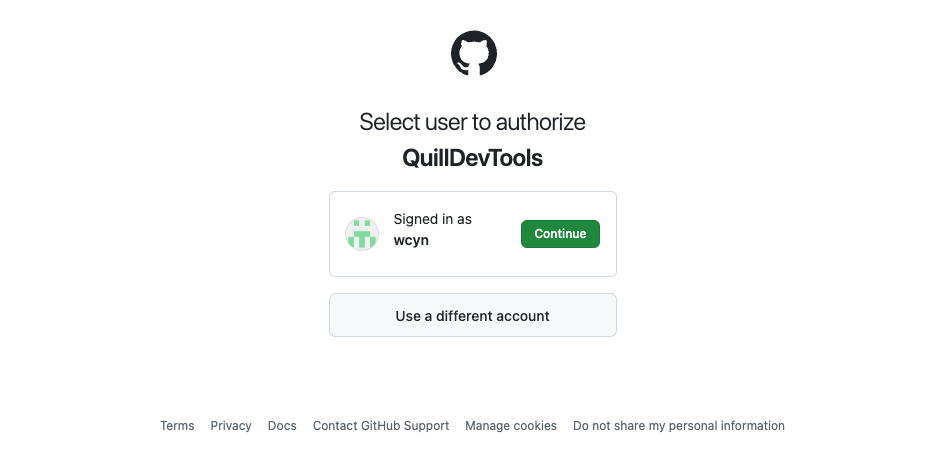 Select user to authorize
QuillDevTools
Signed in as
wcyn
Continue
Use a different account
Terms Privacy Docs Contact GitHub Support Manage cookies Do not share my personal information